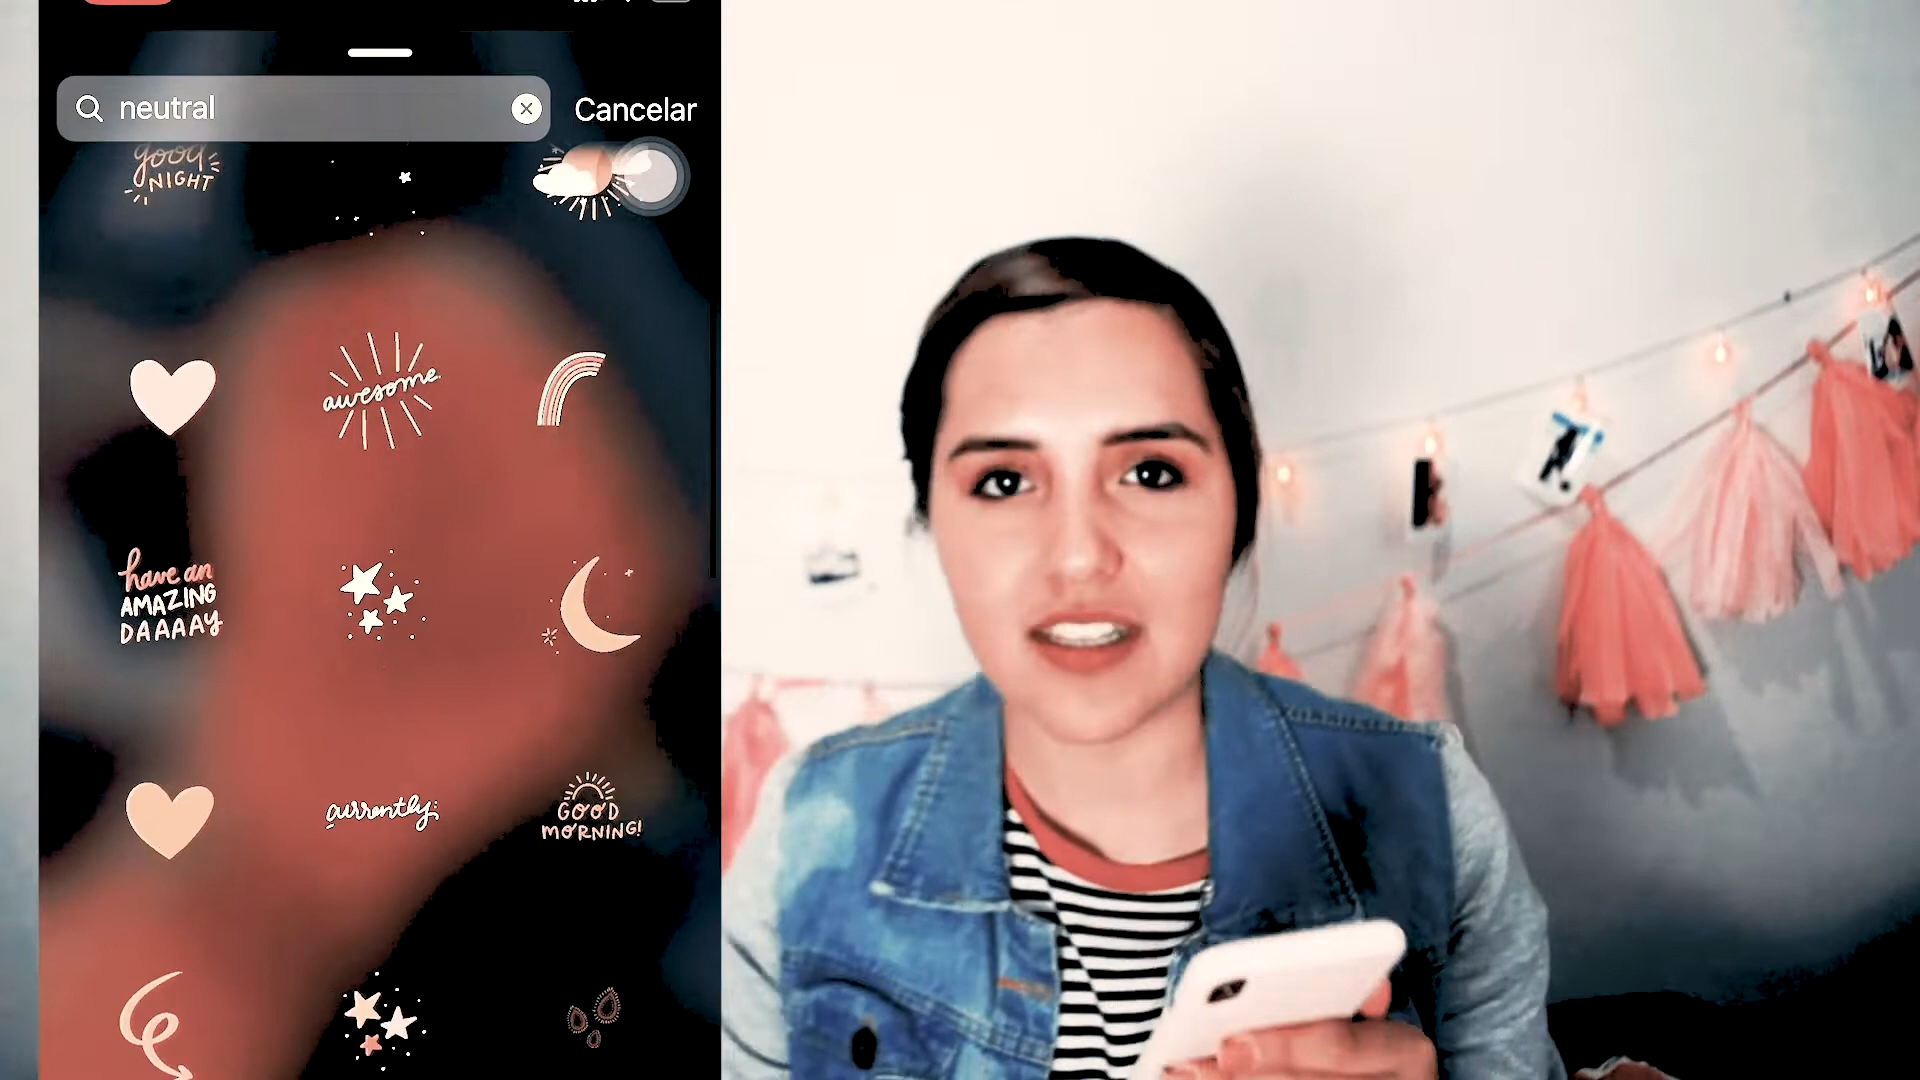 neutral
Cancelar
good
NIGHT
awesome
have an
AMAZING
DAAAAY
currently:
GOOD
MORNING!